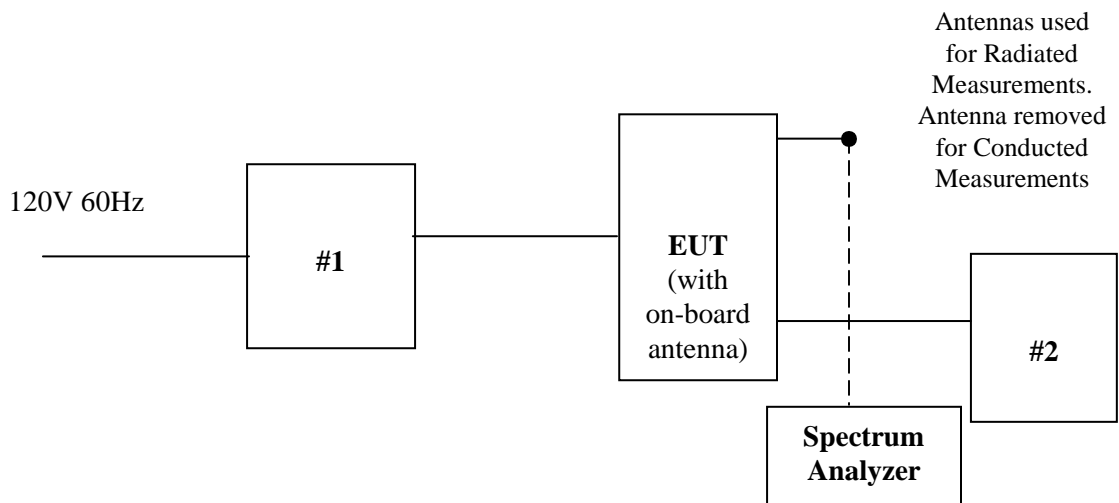 Antennas used
for Radiated
Measurements.
Antenna removed
for Conducted
Measurements
120V 60Hz
#1
EUT
(with
on-board
antenna)
#2
Spectrum
Analyzer